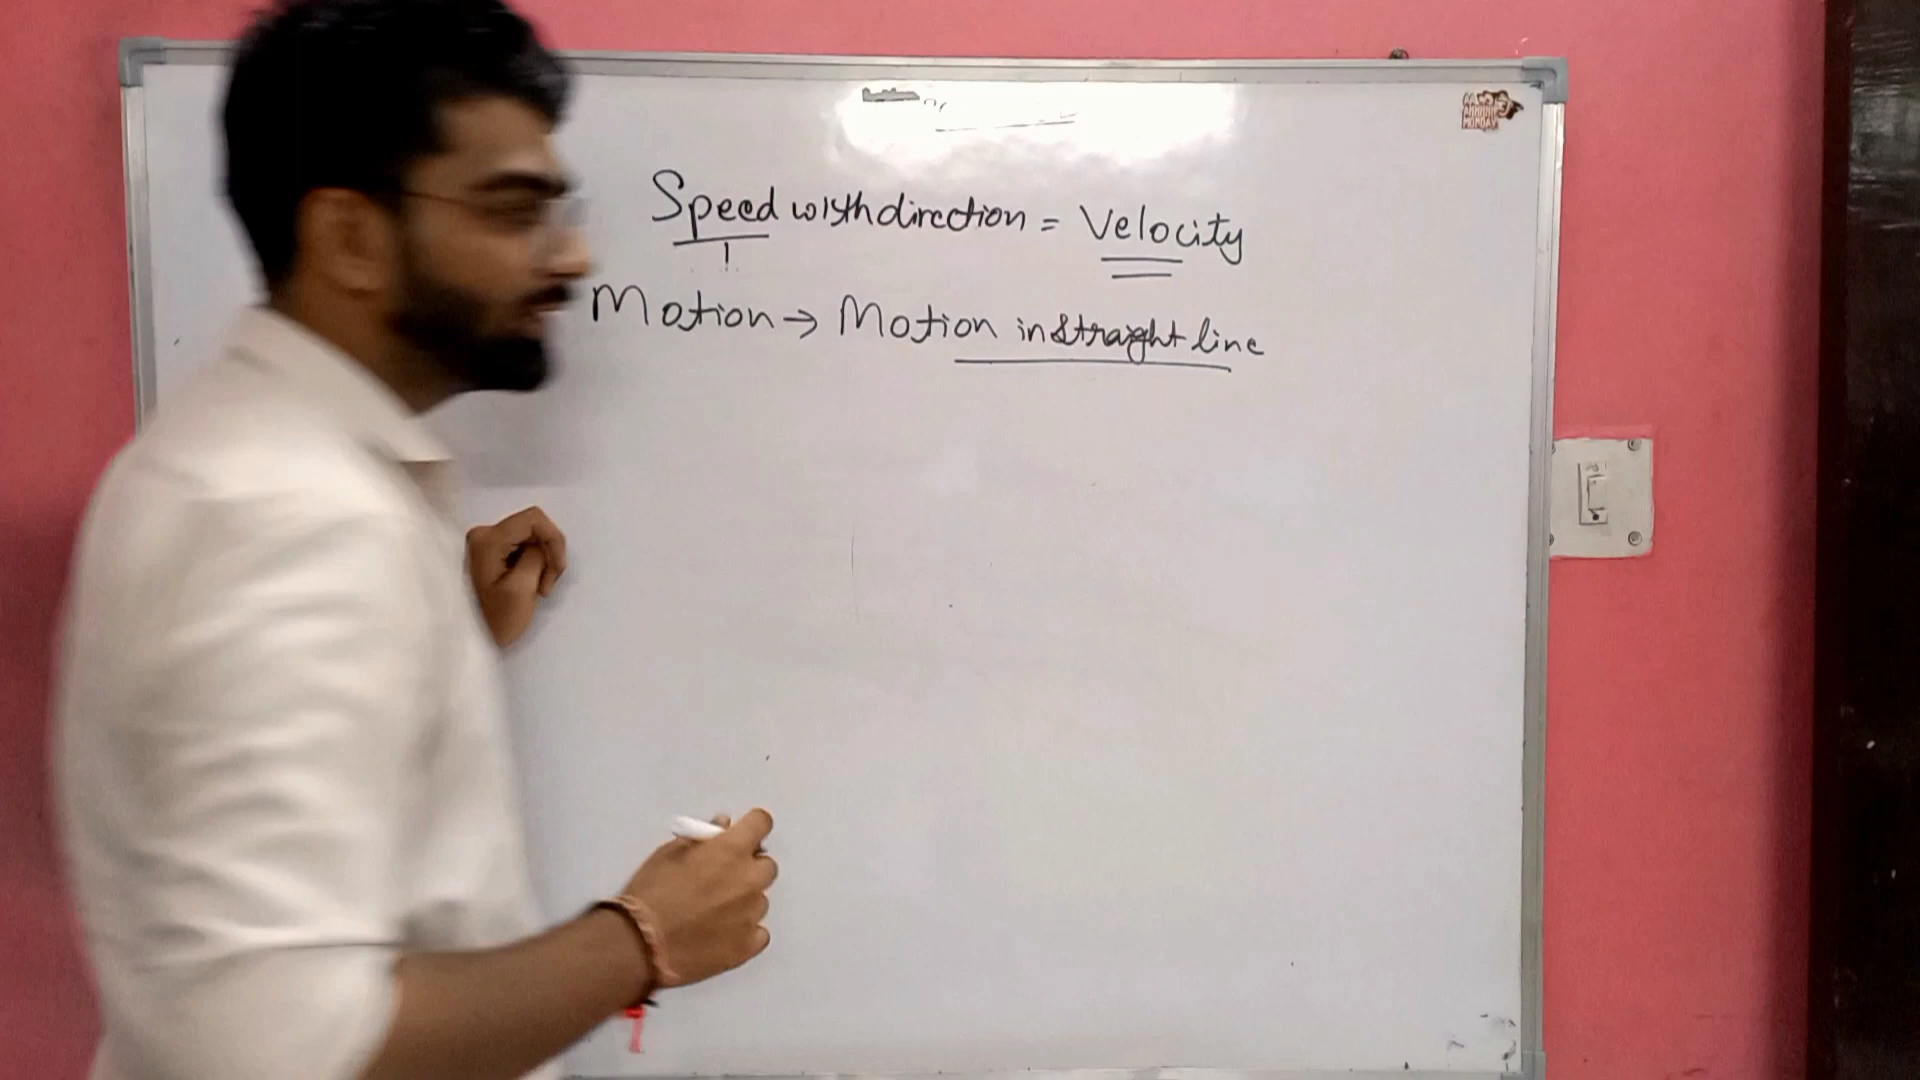 Speed with direction = Velocity
Motion → Motion in straight line